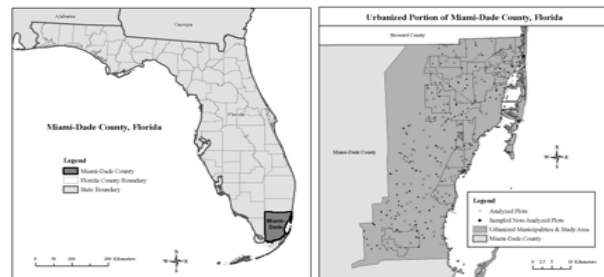 Alabama
Georgia
Florida
Miami-Dade County, Florida
Legend
Miami-Dade County
Florida County Boundary
State Boundary
Miami-
Dade
Urbanized Portion of Miami-Dade County, Florida
Broward County
Miami-Dade County
Legend
Analyzed Plots
Sampled Non-Analyzed Plots
Urbanized Municipalities & Study Area
Miami-Dade County